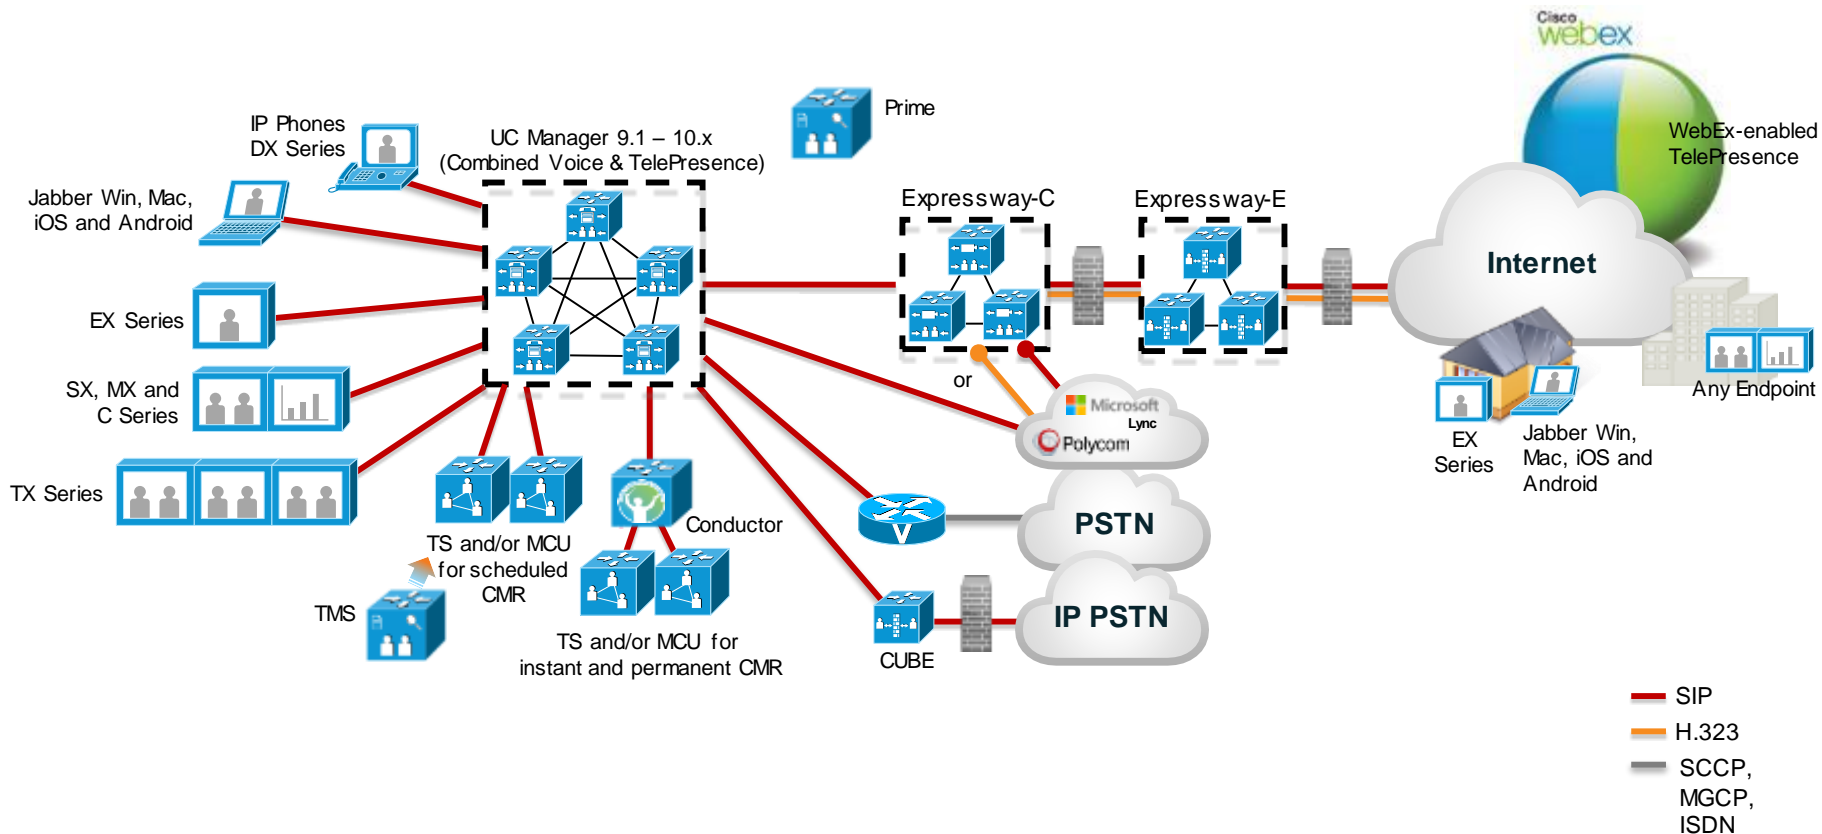 Cisco
webex
Prime
IP Phones
DX Series
UC Manager 9.1 – 10.x
(Combined Voice & TelePresence)
WebEx-enabled
TelePresence
Jabber Win, Mac,
iOS and Android
Expressway-C
Expressway-E
Internet
EX Series
or
SX, MX and
C Series
Microsoft
Lync
Polycom
Any Endpoint
EX
Series
Jabber Win,
Mac, iOS and
Android
TX Series
Conductor
V
PSTN
TS and/or MCU
for scheduled
CMR
TMS
TS and/or MCU for
instant and permanent CMR
CUBE
IP PSTN
SIP
H.323
SCCP,
MGCP,
ISDN